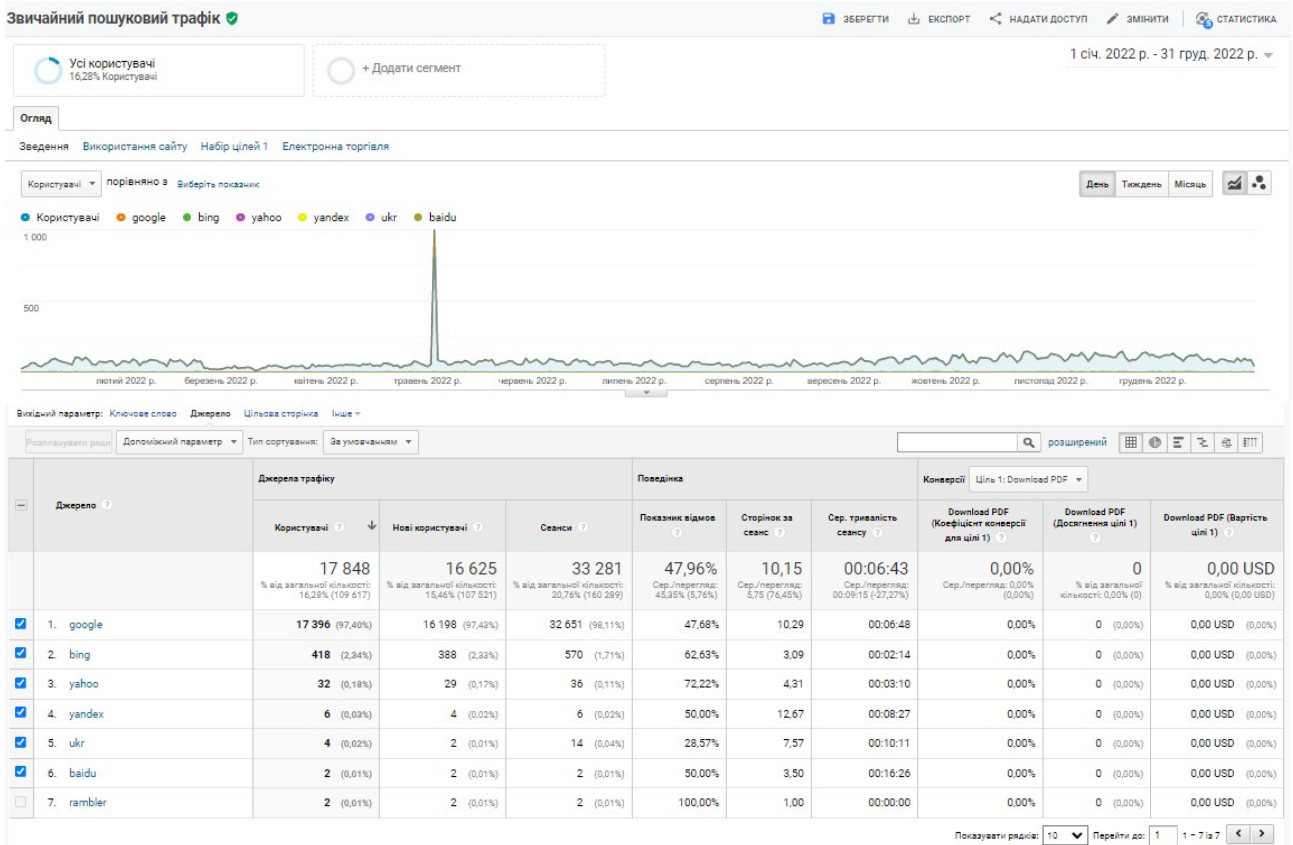 Звичайний пошуковий трафік
ЗБЕРЕГТИ ЕКСПОРТ НАДАТИ ДОСТУП ЗМІНИТИ 5 СТАТИСТИКА
1 січ. 2022 р. - 31 груд. 2022 р.
Усі користувачі
16,28% Користувачі
+ Додати сегмент
Огляд
Зведення Використання сайту Набір цілей 1 Електронна торгівля
Користувачі порівняно з Виберіть показник
День Тиждень Місяць
Користувачі google bing yahoo yandex ukr baidu
1 000
500
лютий 2022 р. березень 2022 р. квітень 2022 р. травень 2022 р. червень 2022 р. липень 2022 р. серпень 2022 р. вересень 2022 р. жовтень 2022 р. листопад 2022 р. грудень 2022 р.
Вихідний параметр: Ключове слово Джерело Цільова сторінка Інше
Розпланувати ряди Допоміжний параметр Тип сортування: За умовчанням розширений
Джерело ?
Джерела трафіку
Поведінка
Конверсії Ціль 1: Download PDF
Користувачі ? Нові користувачі ? Сеанси ?
Показник відмов ?
Сторінок за сеанс ?
Сер. тривалість сеансу ?
Download PDF (Коефіцієнт конверсії для цілі 1) ?
Download PDF (Досягнення цілі 1) ?
Download PDF (Вартість цілі 1) ?
17 848 16 625 33 281 47,96% 10,15 00:06:43 0,00% 0 0,00 USD
% від загальної кількості: 16,28% (109 617)
% від загальної кількості: 15,46% (107 521)
% від загальної кількості: 20,76% (160 289)
Сер./перегляд: 45,35% (5,76%)
Сер./перегляд: 5,75 (76,45%)
Сер./перегляд: 00:09:15 (-27,27%)
Сер./перегляд: 0,00% (0,00%)
% від загальної кількості: 0,00% (0)
% від загальної кількості: 0,00% (0,00 USD)
1. google 17 396 (97,40%) 16 198 (97,43%) 32 651 (98,11%) 47,68% 10,29 00:06:48 0,00% 0 (0,00%) 0,00 USD (0,00%)
2. bing 418 (2,34%) 388 (2,33%) 570 (1,71%) 62,63% 3,09 00:02:14 0,00% 0 (0,00%) 0,00 USD (0,00%)
3. yahoo 32 (0,18%) 29 (0,17%) 36 (0,11%) 72,22% 4,31 00:03:10 0,00% 0 (0,00%) 0,00 USD (0,00%)
4. yandex 6 (0,03%) 4 (0,02%) 6 (0,02%) 50,00% 12,67 00:08:27 0,00% 0 (0,00%) 0,00 USD (0,00%)
5. ukr 4 (0,02%) 2 (0,01%) 14 (0,04%) 28,57% 7,57 00:10:11 0,00% 0 (0,00%) 0,00 USD (0,00%)
6. baidu 2 (0,01%) 2 (0,01%) 2 (0,01%) 50,00% 3,50 00:16:26 0,00% 0 (0,00%) 0,00 USD (0,00%)
7. rambler 2 (0,01%) 2 (0,01%) 2 (0,01%) 100,00% 1,00 00:00:00 0,00% 0 (0,00%) 0,00 USD (0,00%)
Показувати рядків: 10 Перейти до: 1 1 – 7 із 7